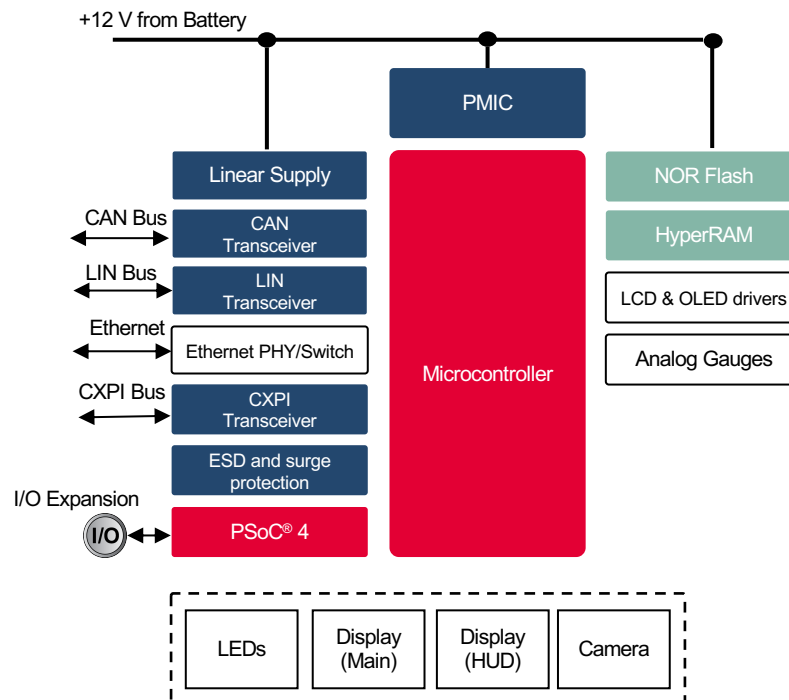 +12 V from Battery
PMIC
Linear Supply
CAN Bus
CAN
Transceiver
LIN Bus
LIN
Transceiver
Ethernet
Ethernet PHY/Switch
CXPI Bus
CXPI
Transceiver
ESD and surge
protection
I/O Expansion
I/O
PSoC® 4
Microcontroller
NOR Flash
HyperRAM
LCD & OLED drivers
Analog Gauges
LEDs
Display
(Main)
Display
(HUD)
Camera